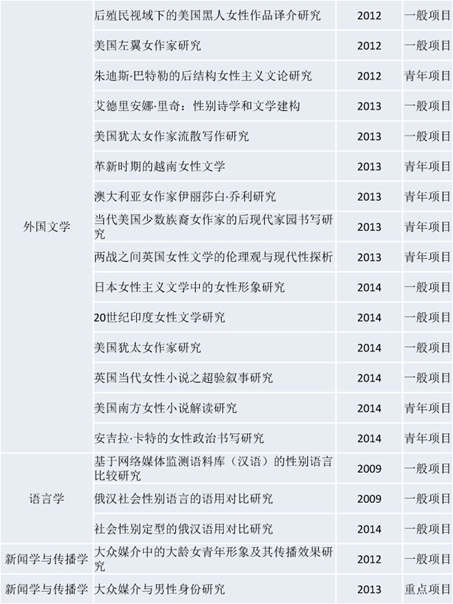 后殖民视域下的美国黑人女性作品译介研究 2012 一般项目
美国左翼女作家研究 2012 一般项目
朱迪斯·巴特勒的后结构女性主义文论研究 2012 青年项目
艾德里安娜·里奇：性别诗学和文学建构 2013 一般项目
美国犹太女作家流散写作研究 2013 一般项目
革新时期的越南女性文学 2013 青年项目
澳大利亚女作家伊丽莎白·乔利研究 2013 青年项目
外国文学
当代美国少数族裔女作家的后现代家园书写研
究 2013 青年项目
两战之间英国女性文学的伦理观与现代性探析 2013 青年项目
日本女性主义文学中的女性形象研究 2014 一般项目
20世纪印度女性文学研究 2014 一般项目
美国犹太女作家研究 2014 一般项目
英国当代女性小说之超验叙事研究 2014 一般项目
美国南方女性小说解读研究 2014 青年项目
安吉拉·卡特的女性政治书写研究 2014 青年项目
基于网络媒体监测语料库（汉语）的性别语言
比较研究 2009 一般项目
语言学 俄汉社会性别语言的语用对比研究 2009 一般项目
社会性别定型的俄汉语用对比研究 2014 一般项目
新闻学与传播学 大众媒介中的大龄女青年形象及其传播效果研
究 2012 一般项目
新闻学与传播学 大众媒介与男性身份研究 2013 重点项目